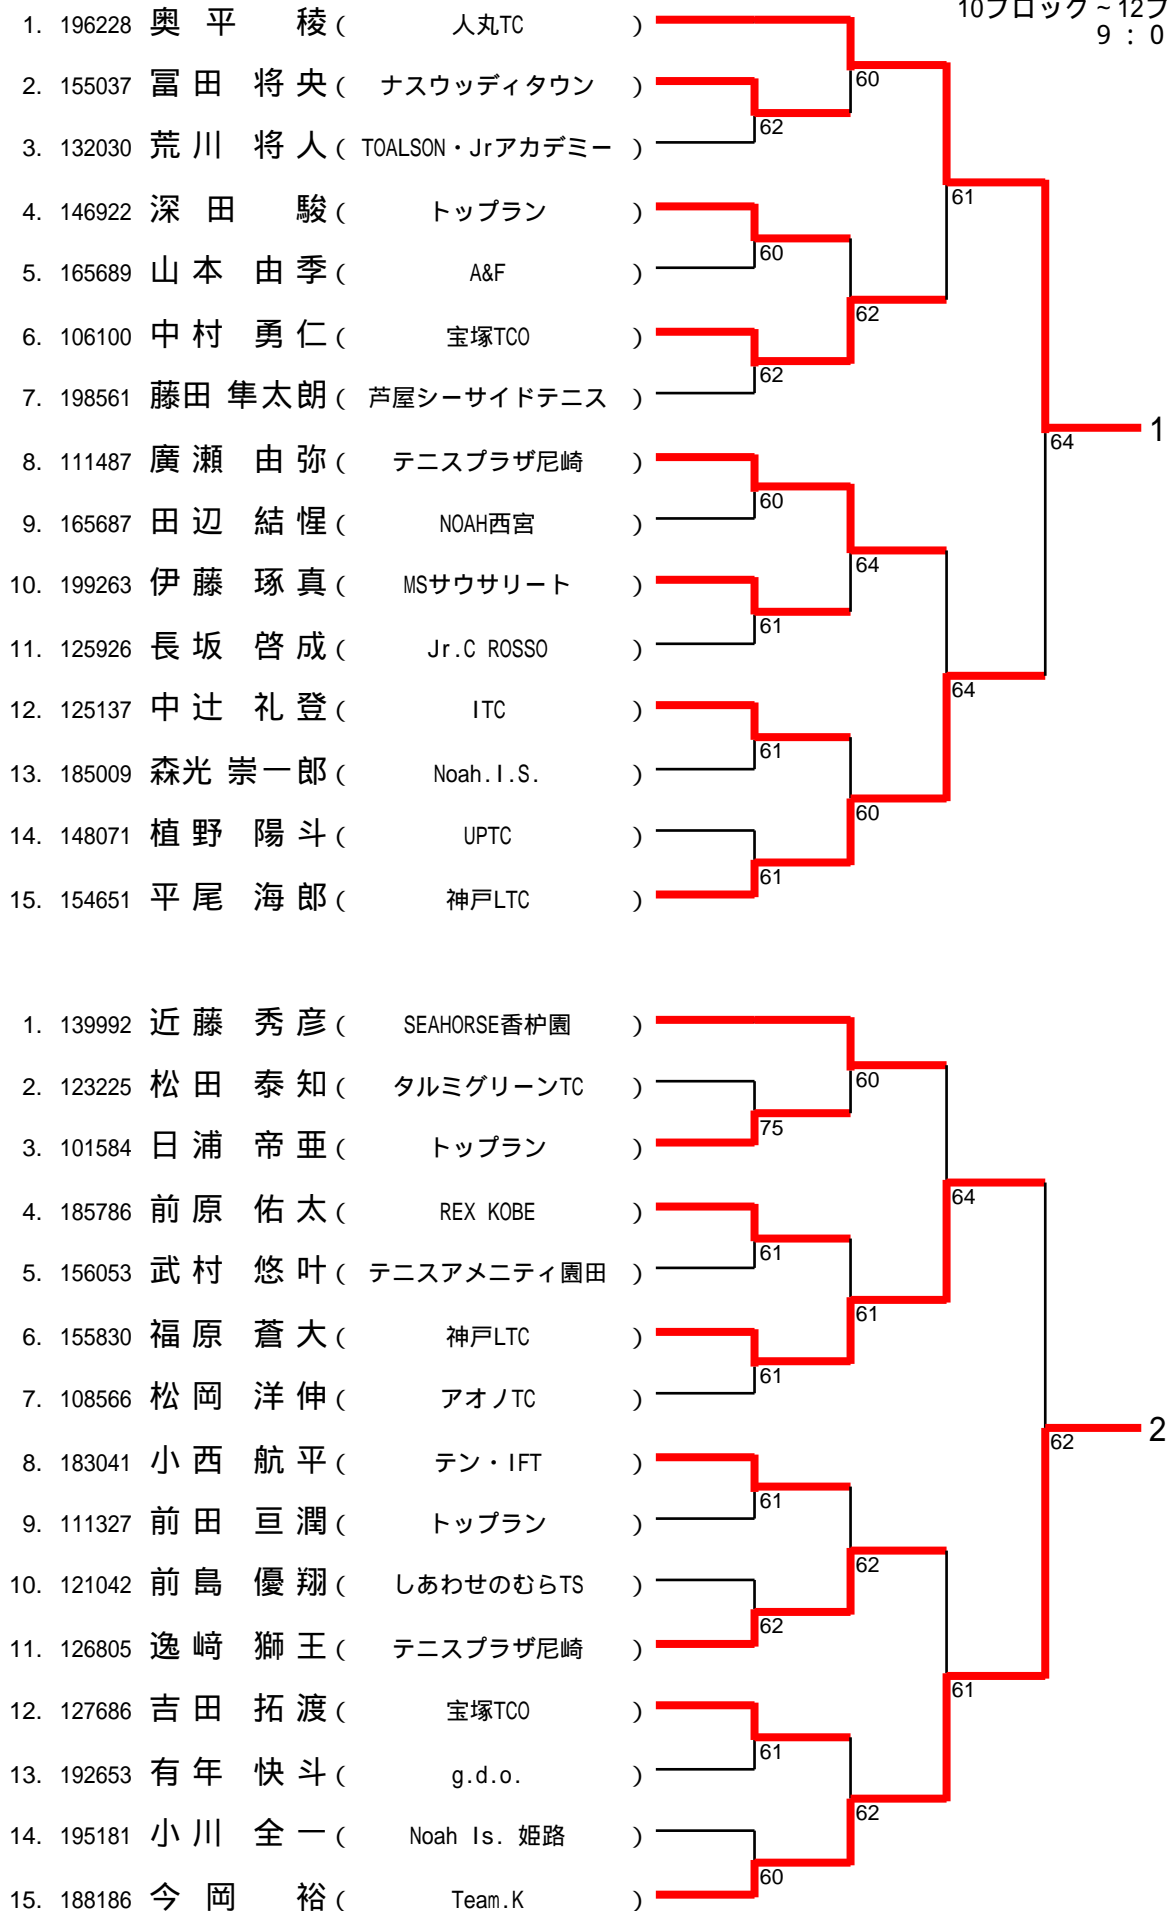 10ブロック～12ブ
9：0
1. 196228 奥平 稜( 人丸TC
60
2. 155037 冨田 将央( ナスウッディタウン )
62
3. 132030 荒川 将人( TOALSON・Jrアカデミー )
61
4. 146922 深田 駿( トップラン )
60
5. 165689 山本 由季( A&F )
62
6. 106100 中村 勇仁( 宝塚TCO )
62
7. 198561 藤田 隼太朗( 芦屋シーサイドテニス )
64 1
8. 111487 廣瀬 由弥( テニスプラザ尼崎 )
60
9. 165687 田辺 結惺( NOAH西宮 )
64
10. 199263 伊藤 琢真( MSサウサリート )
61
11. 125926 長坂 啓成( Jr.C ROSSO )
64
12. 125137 中辻 礼登( ITC )
61
13. 185009 森光 崇一郎( Noah.I.S. )
60
14. 148071 植野 陽斗( UPTC )
61
15. 154651 平尾 海郎( 神戸LTC )
1. 139992 近藤 秀彦( SEAHORSE香枦園 )
60
2. 123225 松田 泰知( タルミグリーンTC )
75
3. 101584 日浦 帝亜( トップラン )
64
4. 185786 前原 佑太( REX KOBE )
61
5. 156053 武村 悠叶( テニスアメニティ園田 )
61
6. 155830 福原 蒼大( 神戸LTC )
61
7. 108566 松岡 洋伸( アオノTC )
62 2
8. 183041 小西 航平( テン・IFT )
61
9. 111327 前田 亘潤( トップラン )
62
10. 121042 前島 優翔( しあわせのむらTS )
62
11. 126805 逸﨑 獅王( テニスプラザ尼崎 )
61
12. 127686 吉田 拓渡( 宝塚TCO )
61
13. 192653 有年 快斗( g.d.o. )
62
14. 195181 小川 全一( Noah Is. 姫路 )
60
15. 188186 今岡 裕( Team.K )